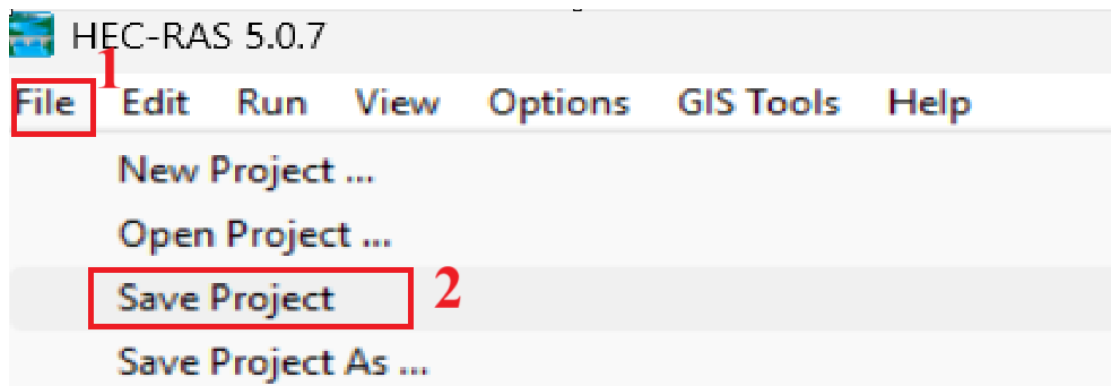 HEC-RAS 5.0.7
1
File Edit Run View Options GIS Tools Help
New Project ...
Open Project ...
Save Project 2
Save Project As ...